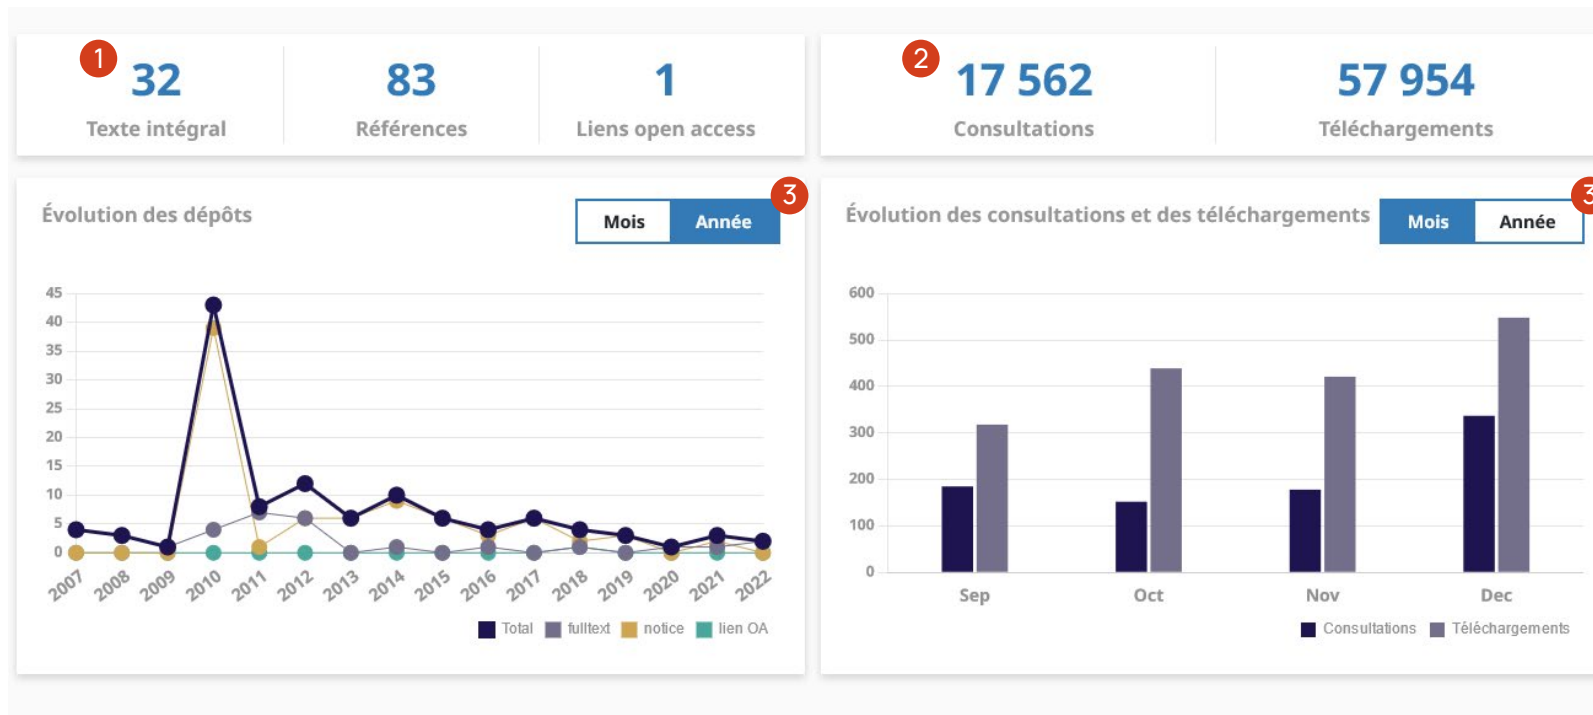 1
32
Texte intégral
83
Références
1
Liens open access
2
17 562
Consultations
57 954
Téléchargements
Évolution des dépôts
Mois
Année
3
45
40
35
30
25
20
15
10
5
0
2007
2008
2009
2010
2011
2012
2013
2014
2015
2016
2017
2018
2019
2020
2021
2022
Total
fulltext
notice
lien OA
Évolution des consultations et des téléchargements
Mois
Année
3
600
500
400
300
200
100
0
Sep
Oct
Nov
Dec
Consultations
Téléchargements